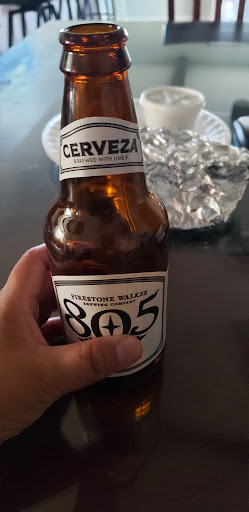 CERVEZA
BREWED WITH LIME
FIRESTONE WALKER
BREWING COMPANY
805